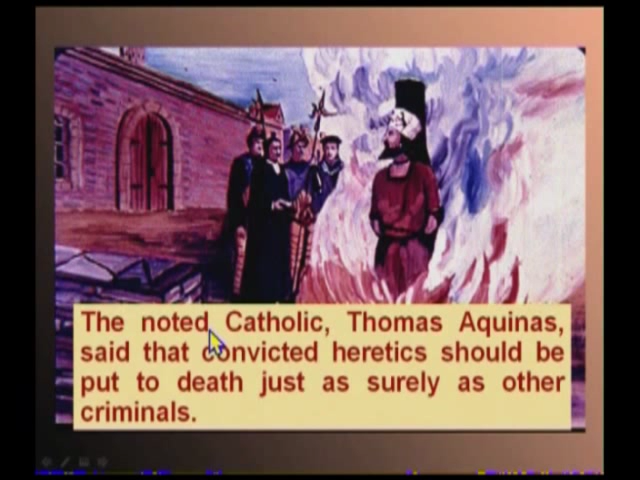 The noted Catholic, Thomas Aquinas,
said that convicted heretics should be
put to death just as surely as other
criminals.